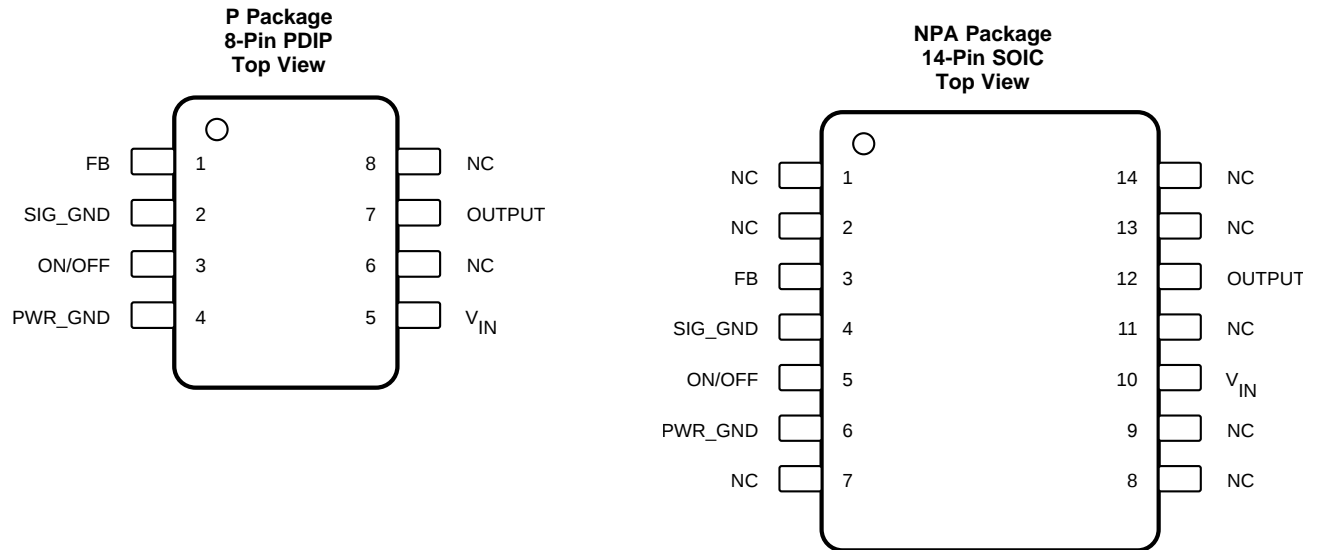 P Package
8-Pin PDIP
Top View
FB 1 8 NC
SIG_GND 2 7 OUTPUT
ON/OFF 3 6 NC
PWR_GND 4 5 VIN
NPA Package
14-Pin SOIC
Top View
NC 1 14 NC
NC 2 13 NC
FB 3 12 OUTPUT
SIG_GND 4 11 NC
ON/OFF 5 10 VIN
PWR_GND 6 9 NC
NC 7 8 NC